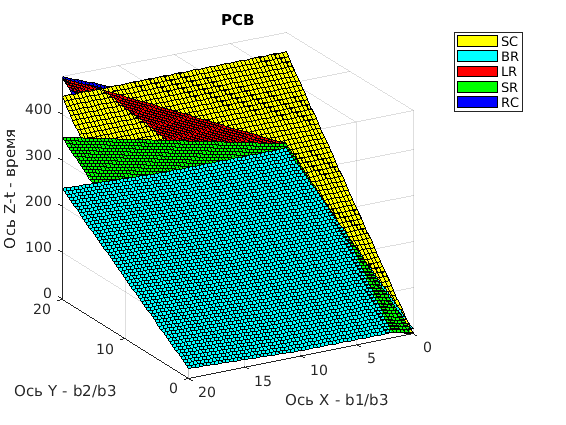 PCB
SC
BR
LR
SR
RC
Ось Z-t - время
400
300
200
100
0
20
10
0
Ось Y - b2/b3
20
15
10
5
0
Ось X - b1/b3